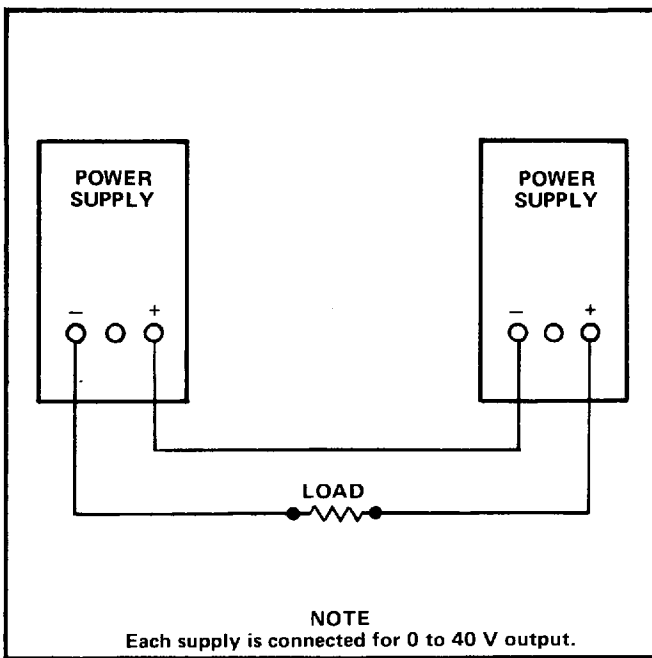 POWER
SUPPLY
POWER
SUPPLY
− +
− +
LOAD
NOTE
Each supply is connected for 0 to 40 V output.